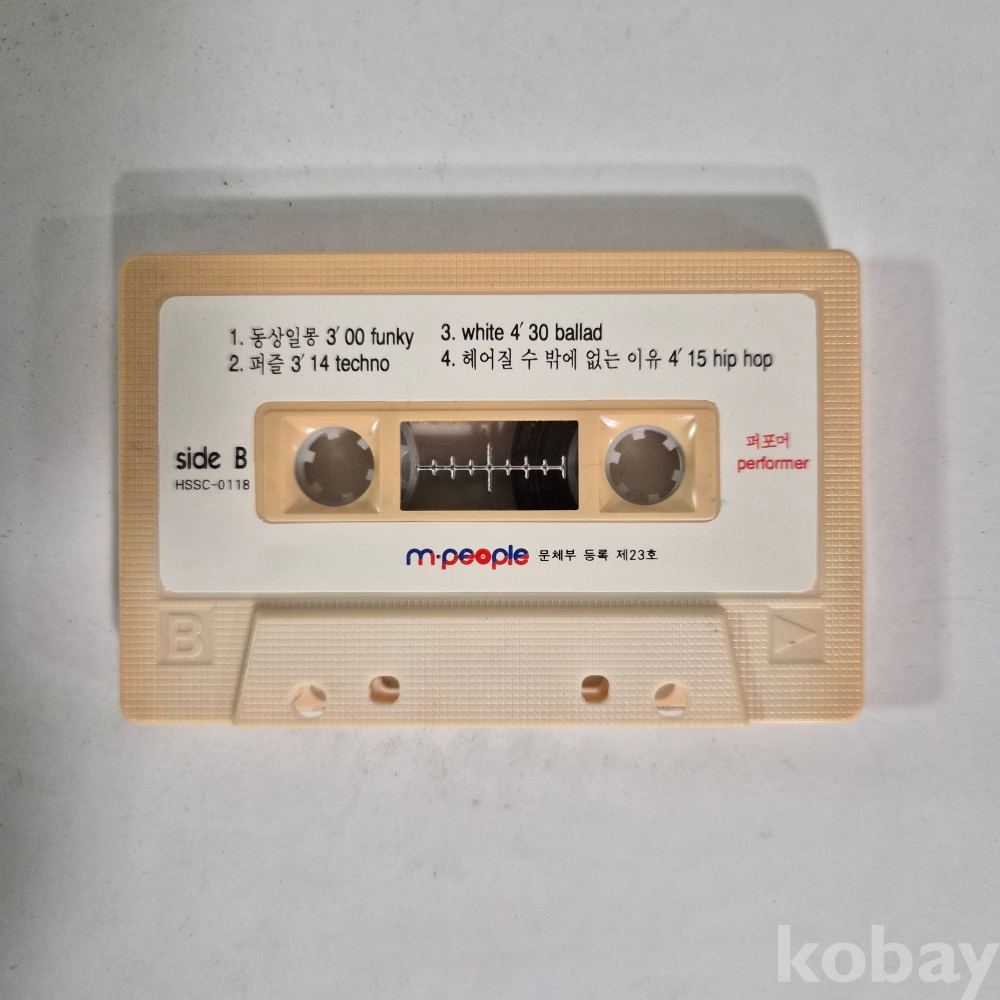 1. 동상일몽 3′ 00 funky
2. 퍼즐 3′ 14 techno
3. white 4′ 30 ballad
4. 헤어질 수 밖에 없는 이유 4′ 15 hip hop
side B
HSSC-0118
퍼포머
performer
m·people 문체부 등록 제23호
B
kobay